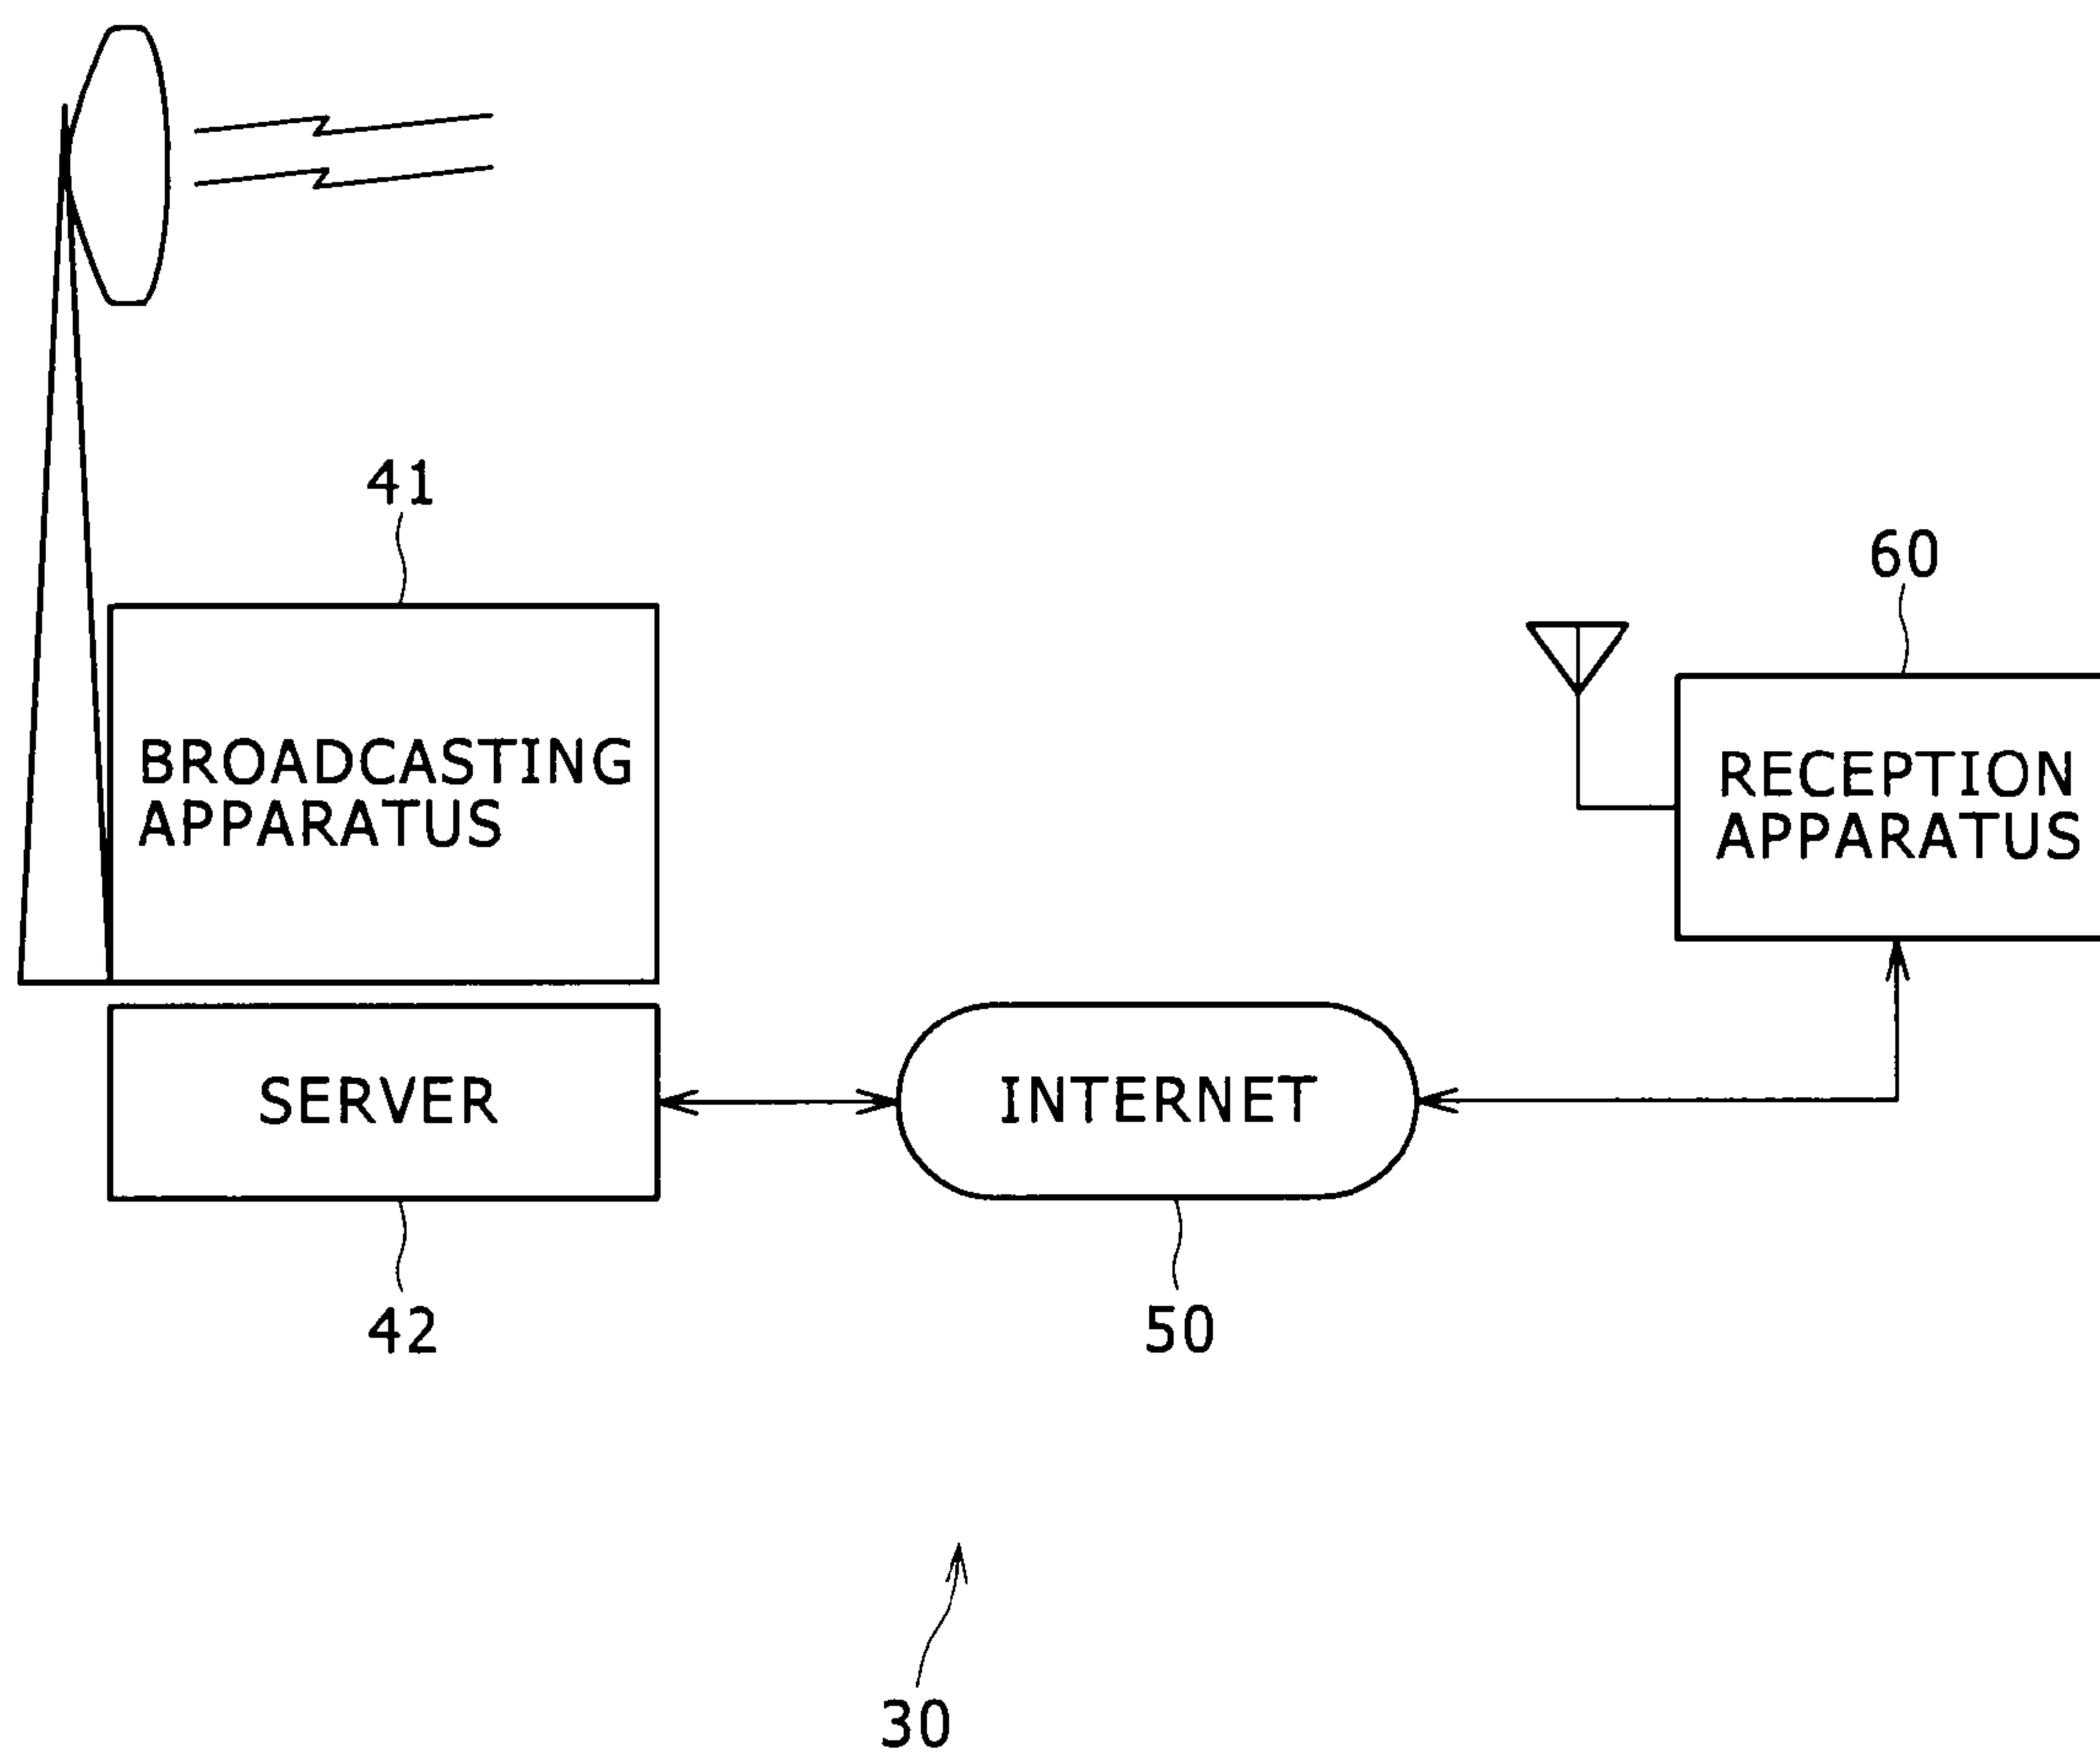 41
60
BROADCASTING
APPARATUS
RECEPTION
APPARATUS
SERVER
INTERNET
42
50
30